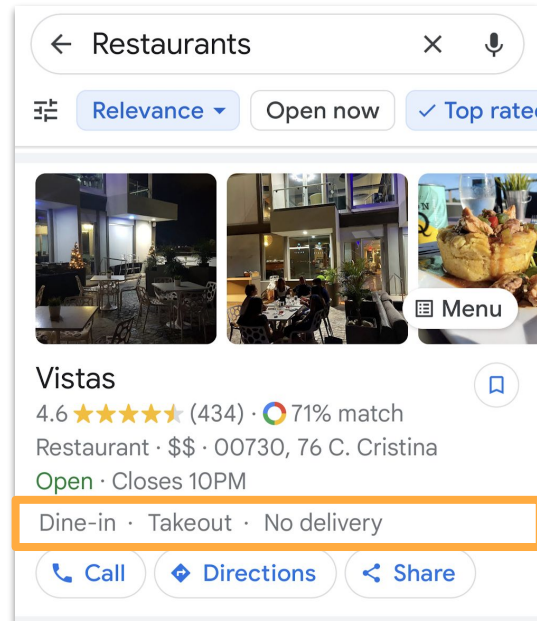 Restaurants
Relevance Open now Top rate
N
Q
Menu
Vistas
4.6 (434) · 71% match
Restaurant · $$ · 00730, 76 C. Cristina
Open · Closes 10PM
Dine-in · Takeout · No delivery
Call Directions Share